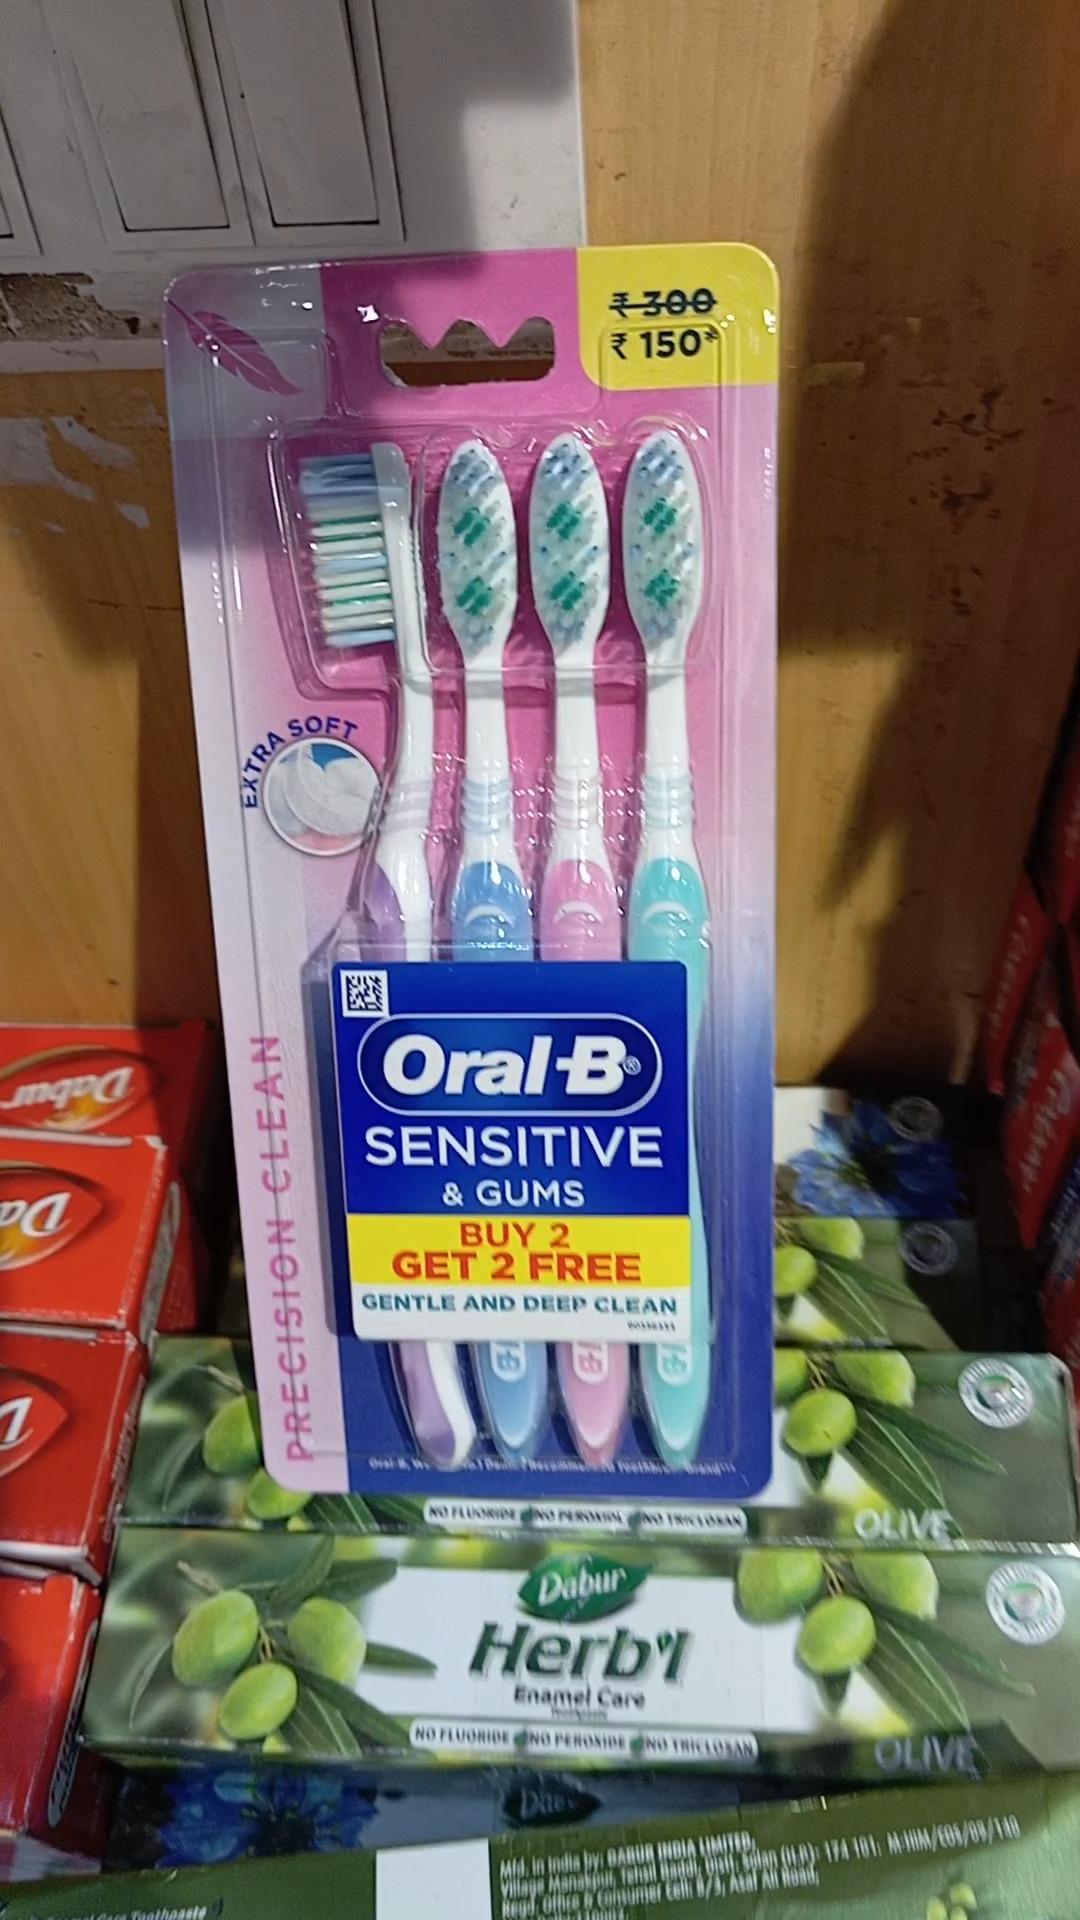 ₹ 300
₹ 150*
EXTRA SOFT
PRECISION CLEAN
Oral-B®
SENSITIVE
& GUMS
BUY 2
GET 2 FREE
GENTLE AND DEEP CLEAN
Dabur
NO FLUORIDE NO PEROXIDE NO TRICLOSAN
OLIVE
Dabur
Herb'l
Enamel Care
Toothpaste
NO FLUORIDE NO PEROXIDE NO TRICLOSAN
OLIVE
Mfd. in India by: DABUR INDIA LIMITED,